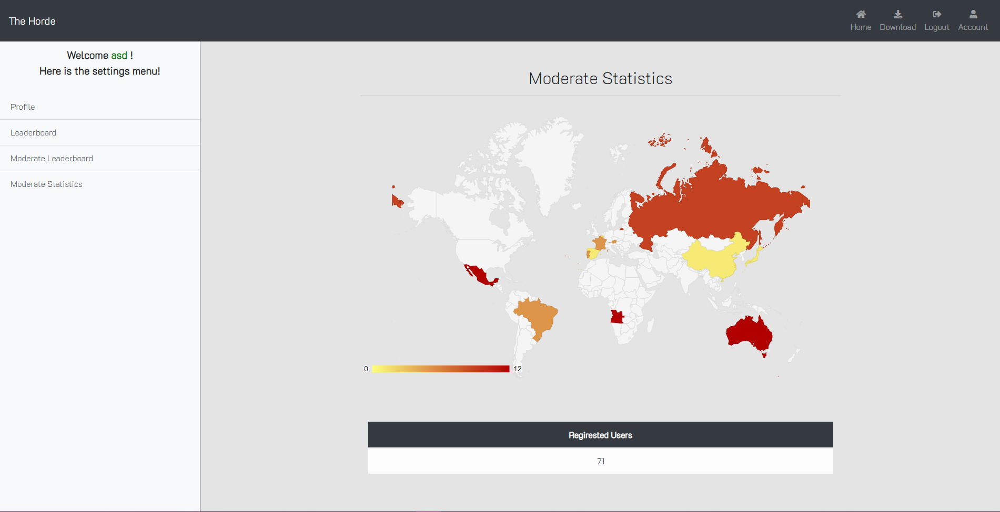 The Horde
Home
Download
Logout
Account
Welcome asd !
Here is the settings menu!
Profile
Leaderboard
Moderate Leaderboard
Moderate Statistics
Moderate Statistics
0
12
Regirested Users
71